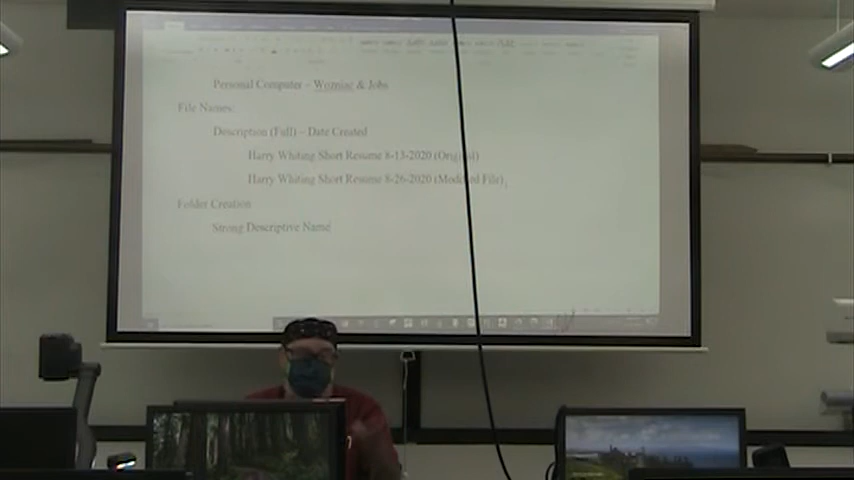 Personal Computer – Wozniac & Jobs
File Names:
Description (Full) – Date Created
Harry Whiting Short Resume 8-13-2020 (Original)
Harry Whiting Short Resume 8-26-2020 (Modified File)
Folder Creation
Strong Descriptive Name